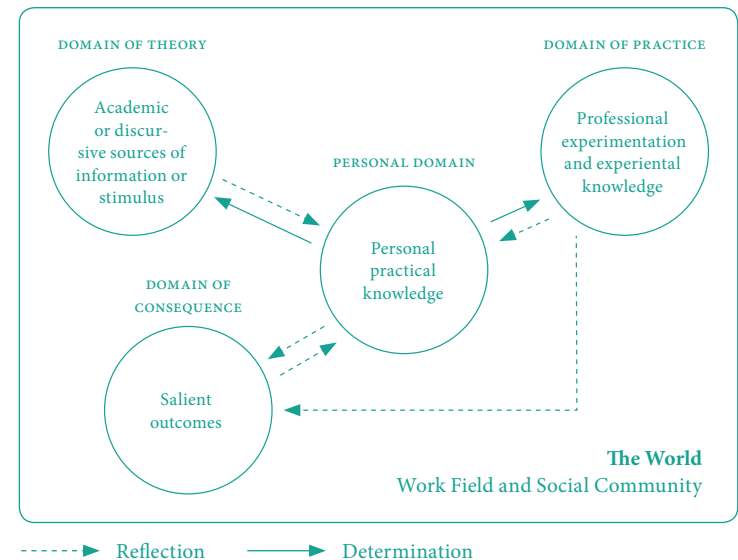 DOMAIN OF THEORY
Academic
or discur-
sive sources of
information or
stimulus
DOMAIN OF PRACTICE
Professional
experimentation
and experiental
knowledge
PERSONAL DOMAIN
Personal
practical
knowledge
DOMAIN OF
CONSEQUENCE
Salient
outcomes
The World
Work Field and Social Community
Reflection
Determination